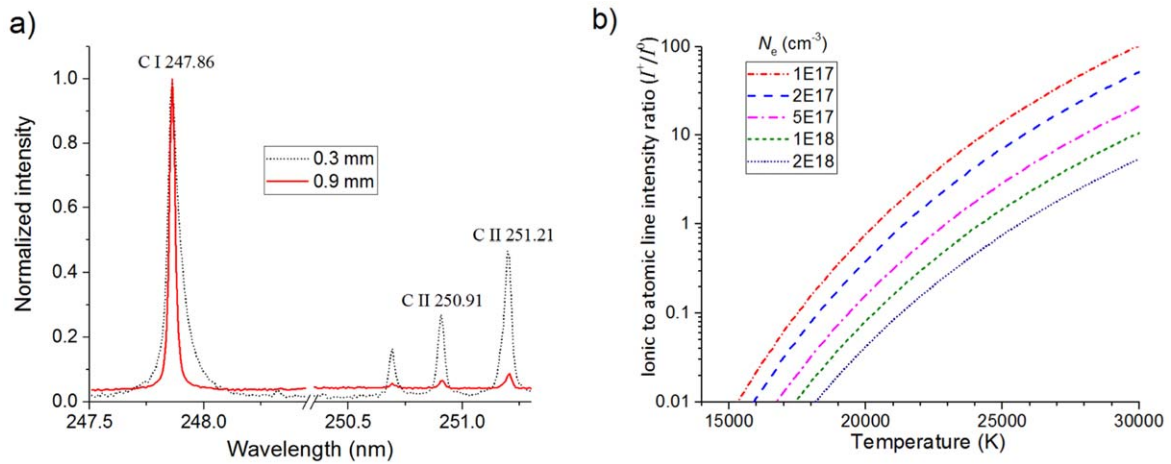 a)
C I 247.86
1.0
0.8
0.6
0.4
0.2
0.0
Normalized intensity
0.3 mm
0.9 mm
C II 251.21
C II 250.91
247.5
248.0
250.5
251.0
Wavelength (nm)
b)
Ionic to atomic line intensity ratio (I⁺/I⁰)
100
10
1
0.1
0.01
Nₑ (cm⁻³)
1E17
2E17
5E17
1E18
2E18
15000
20000
25000
30000
Temperature (K)